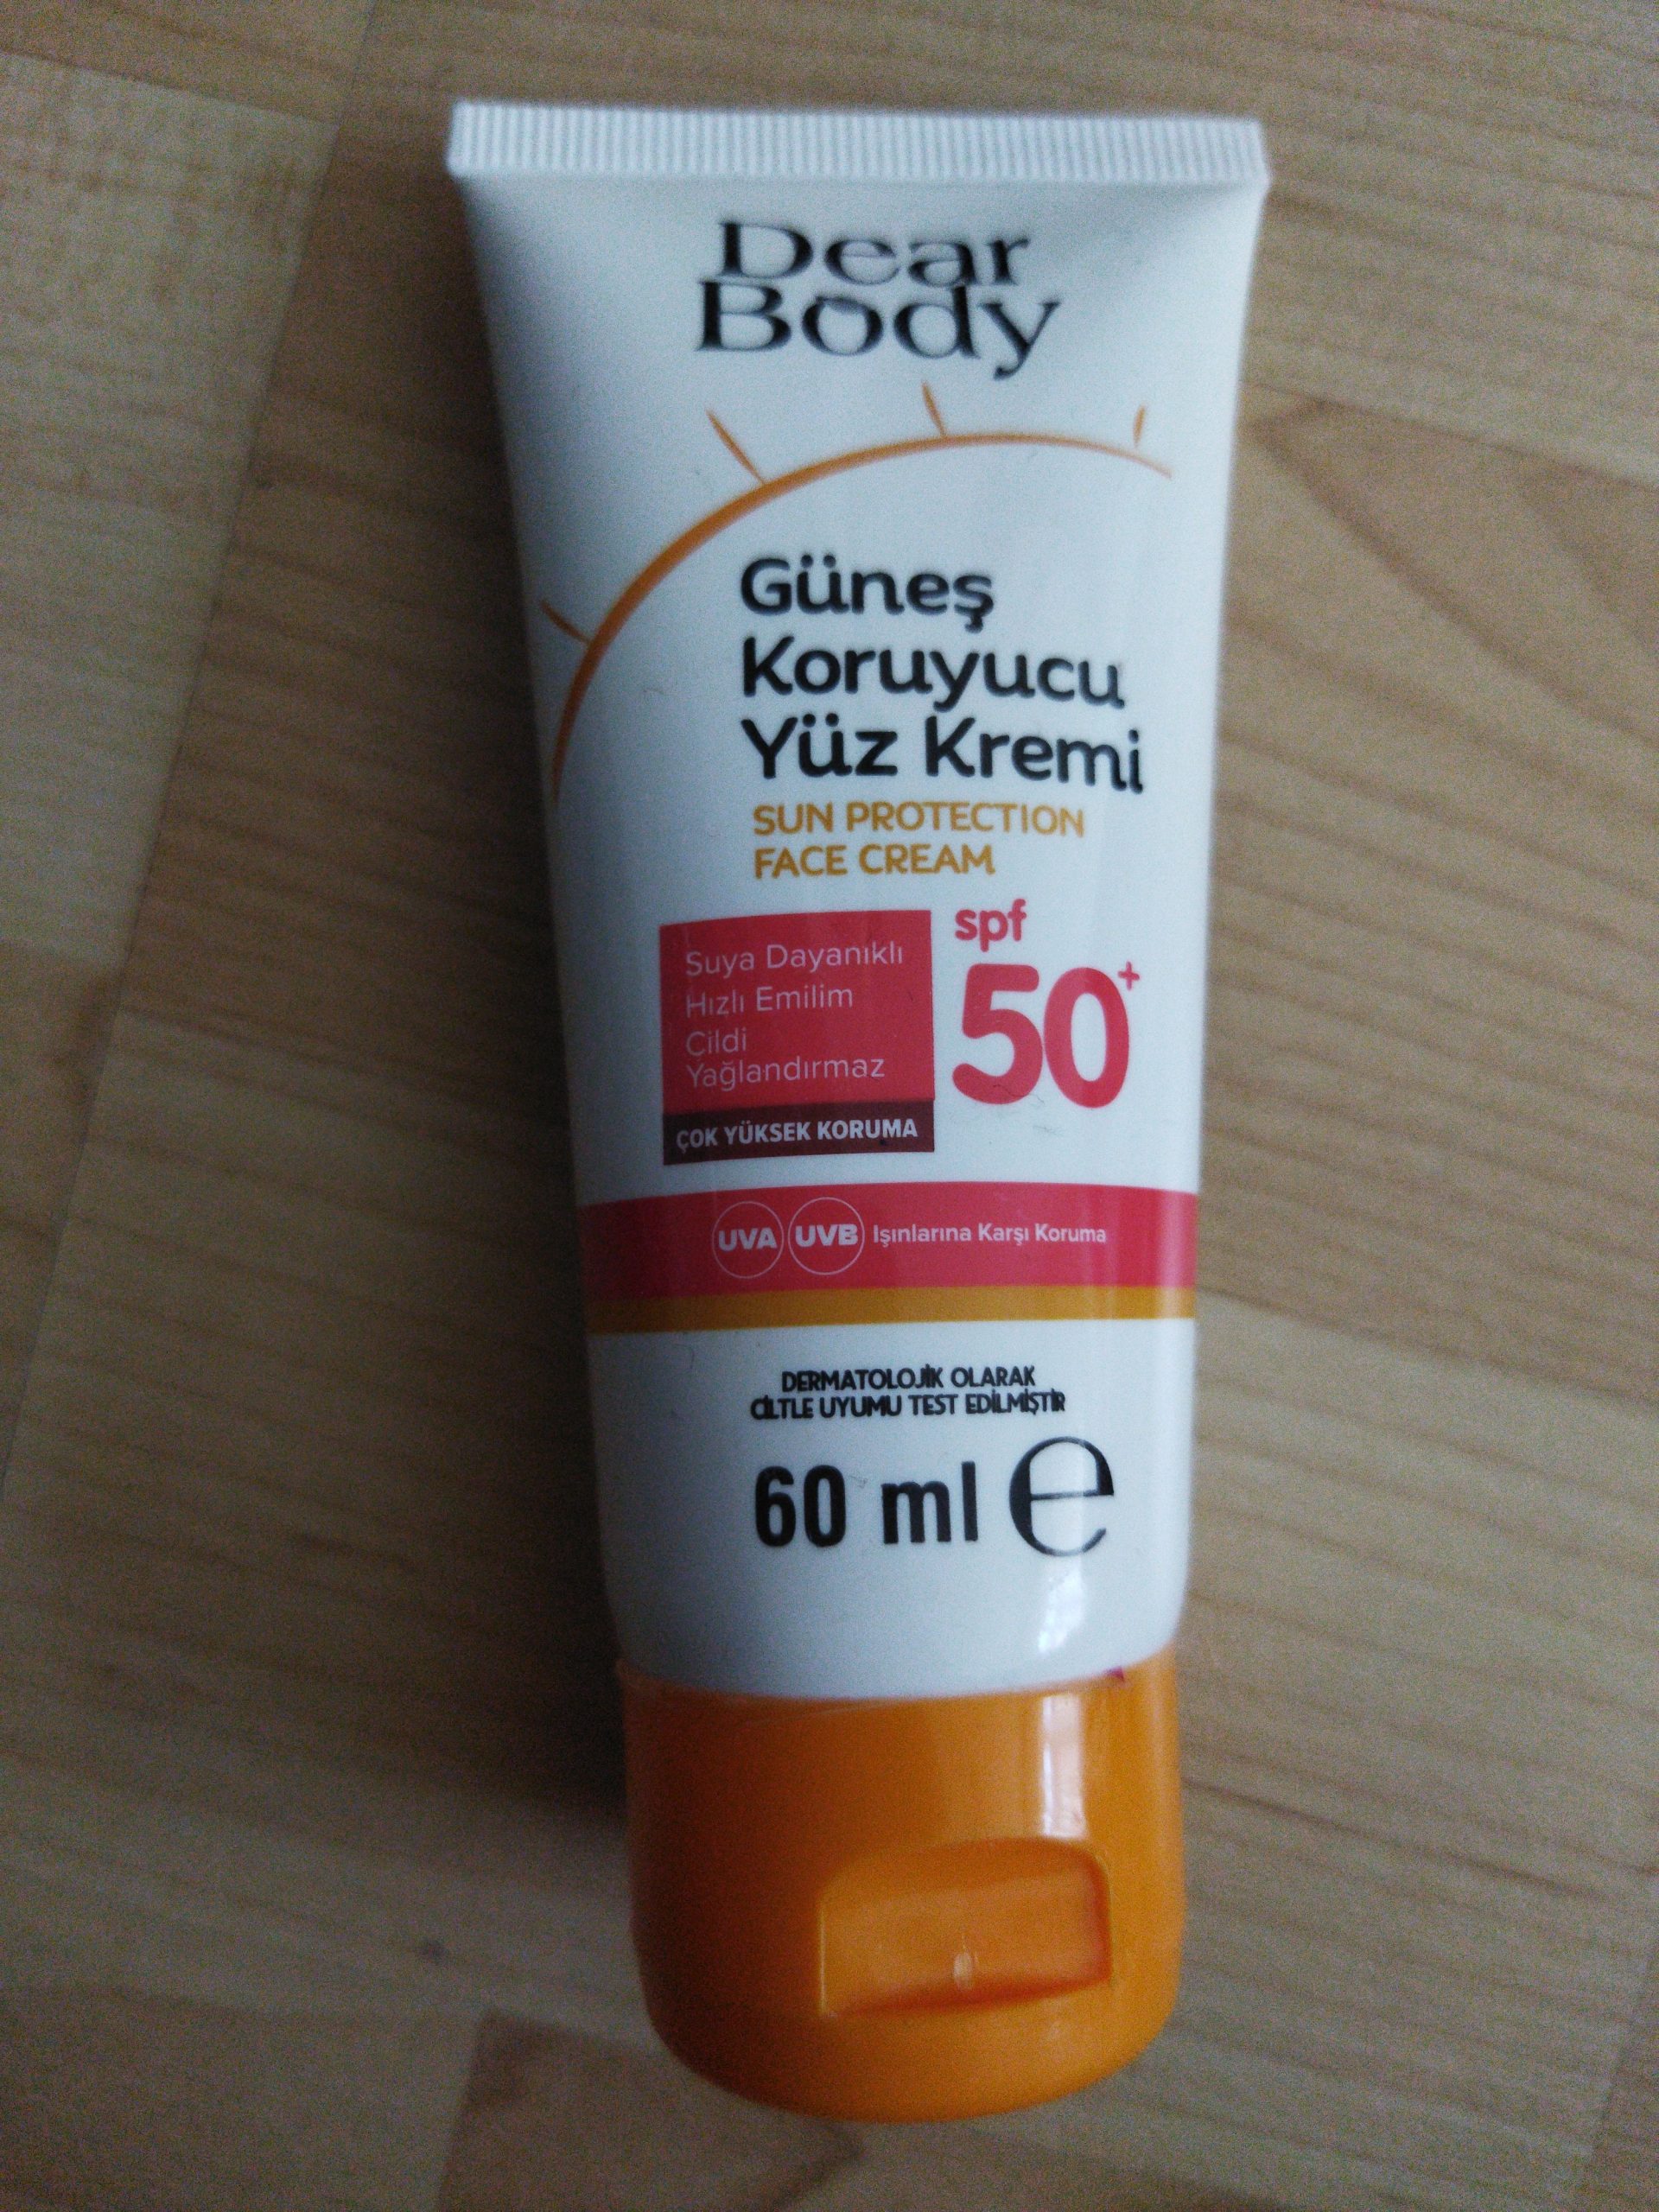 Dear
Body
Güneş
Koruyucu
Yüz Kremi
SUN PROTECTION
FACE CREAM
Suya Dayanıklı
Hızlı Emilim
Cildi
Yağlandırmaz
ÇOK YÜKSEK KORUMA
spf
50+
UVA UVB Işınlarına Karşı Koruma
DERMATOLOJİK OLARAK
CİLTLE UYUMU TEST EDİLMİŞTİR
60 ml e